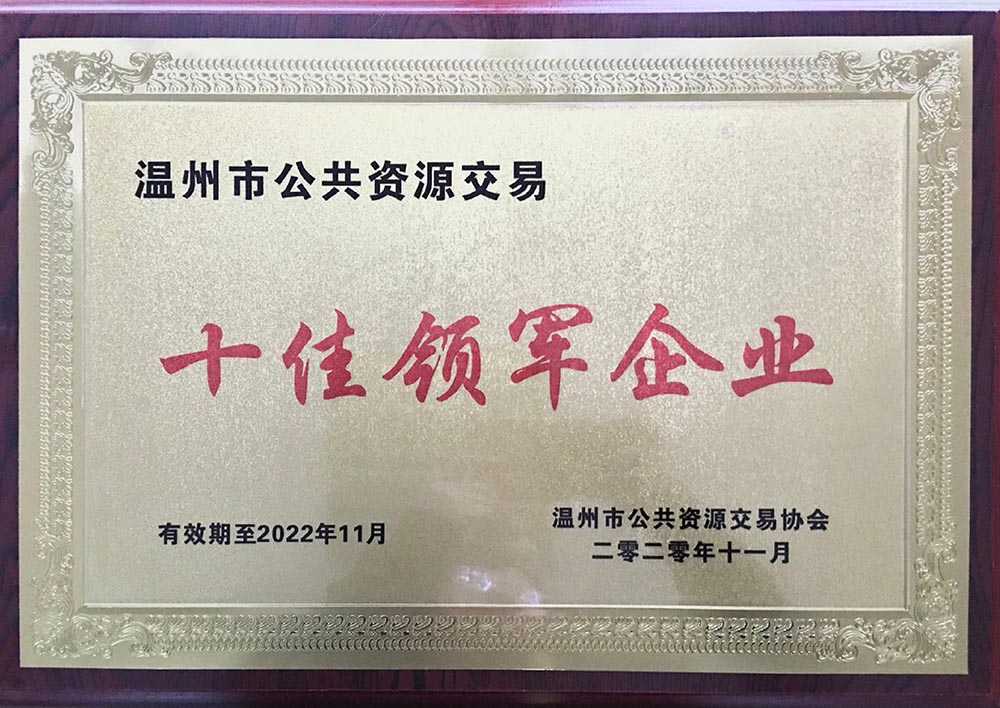 温州市公共资源交易
十佳领军企业
有效期至2022年11月
温州市公共资源交易协会
二零二零年十一月